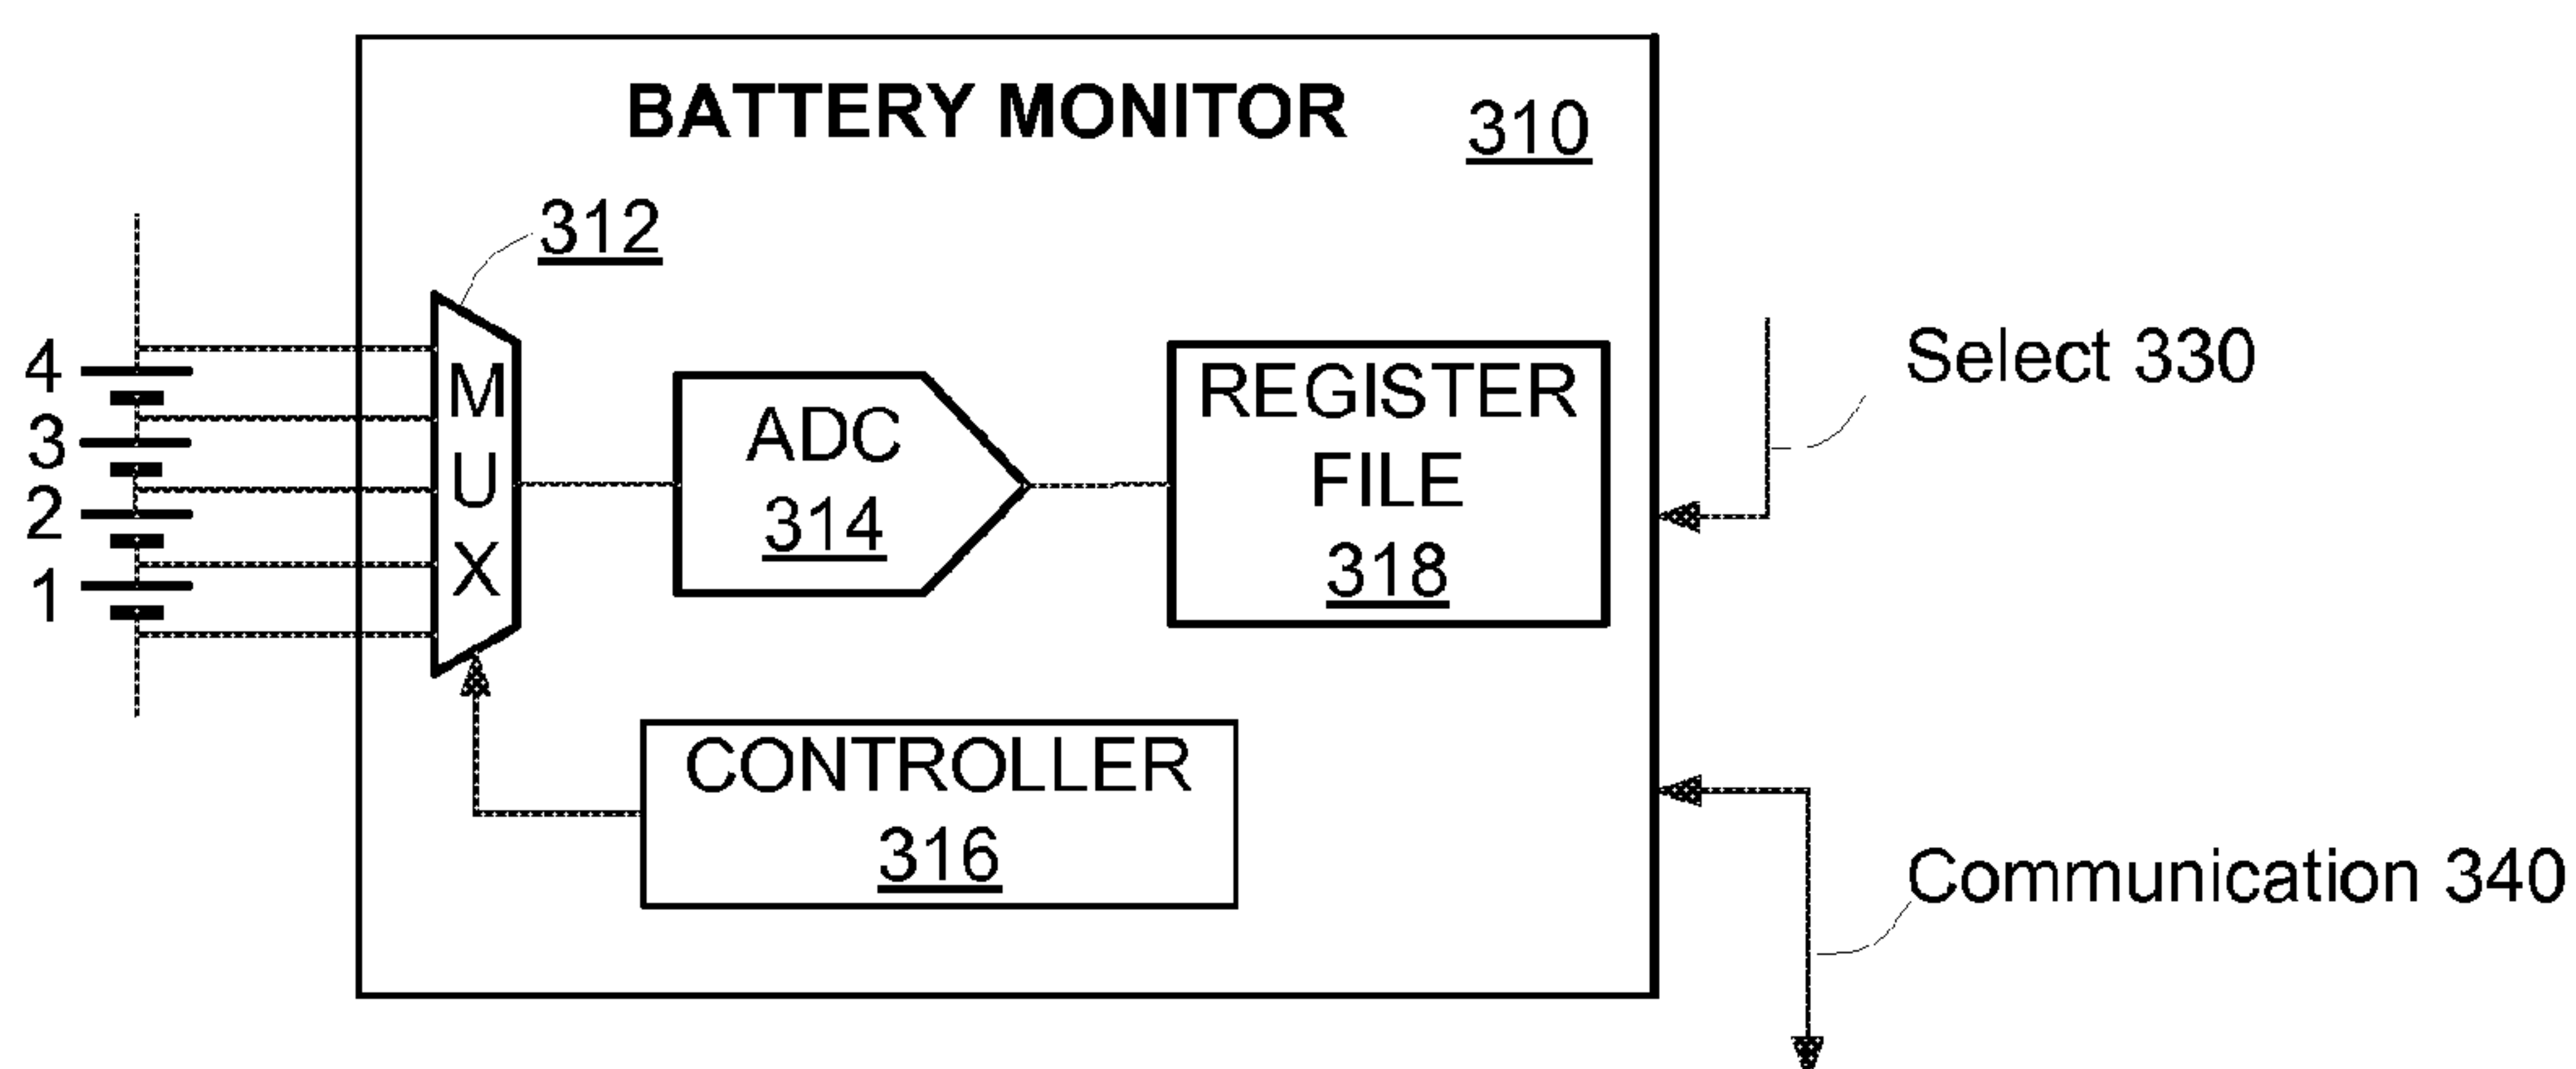 BATTERY MONITOR
310
312
4
3
2
1
M
U
X
ADC
314
REGISTER
FILE
318
CONTROLLER
316
Select 330
Communication 340